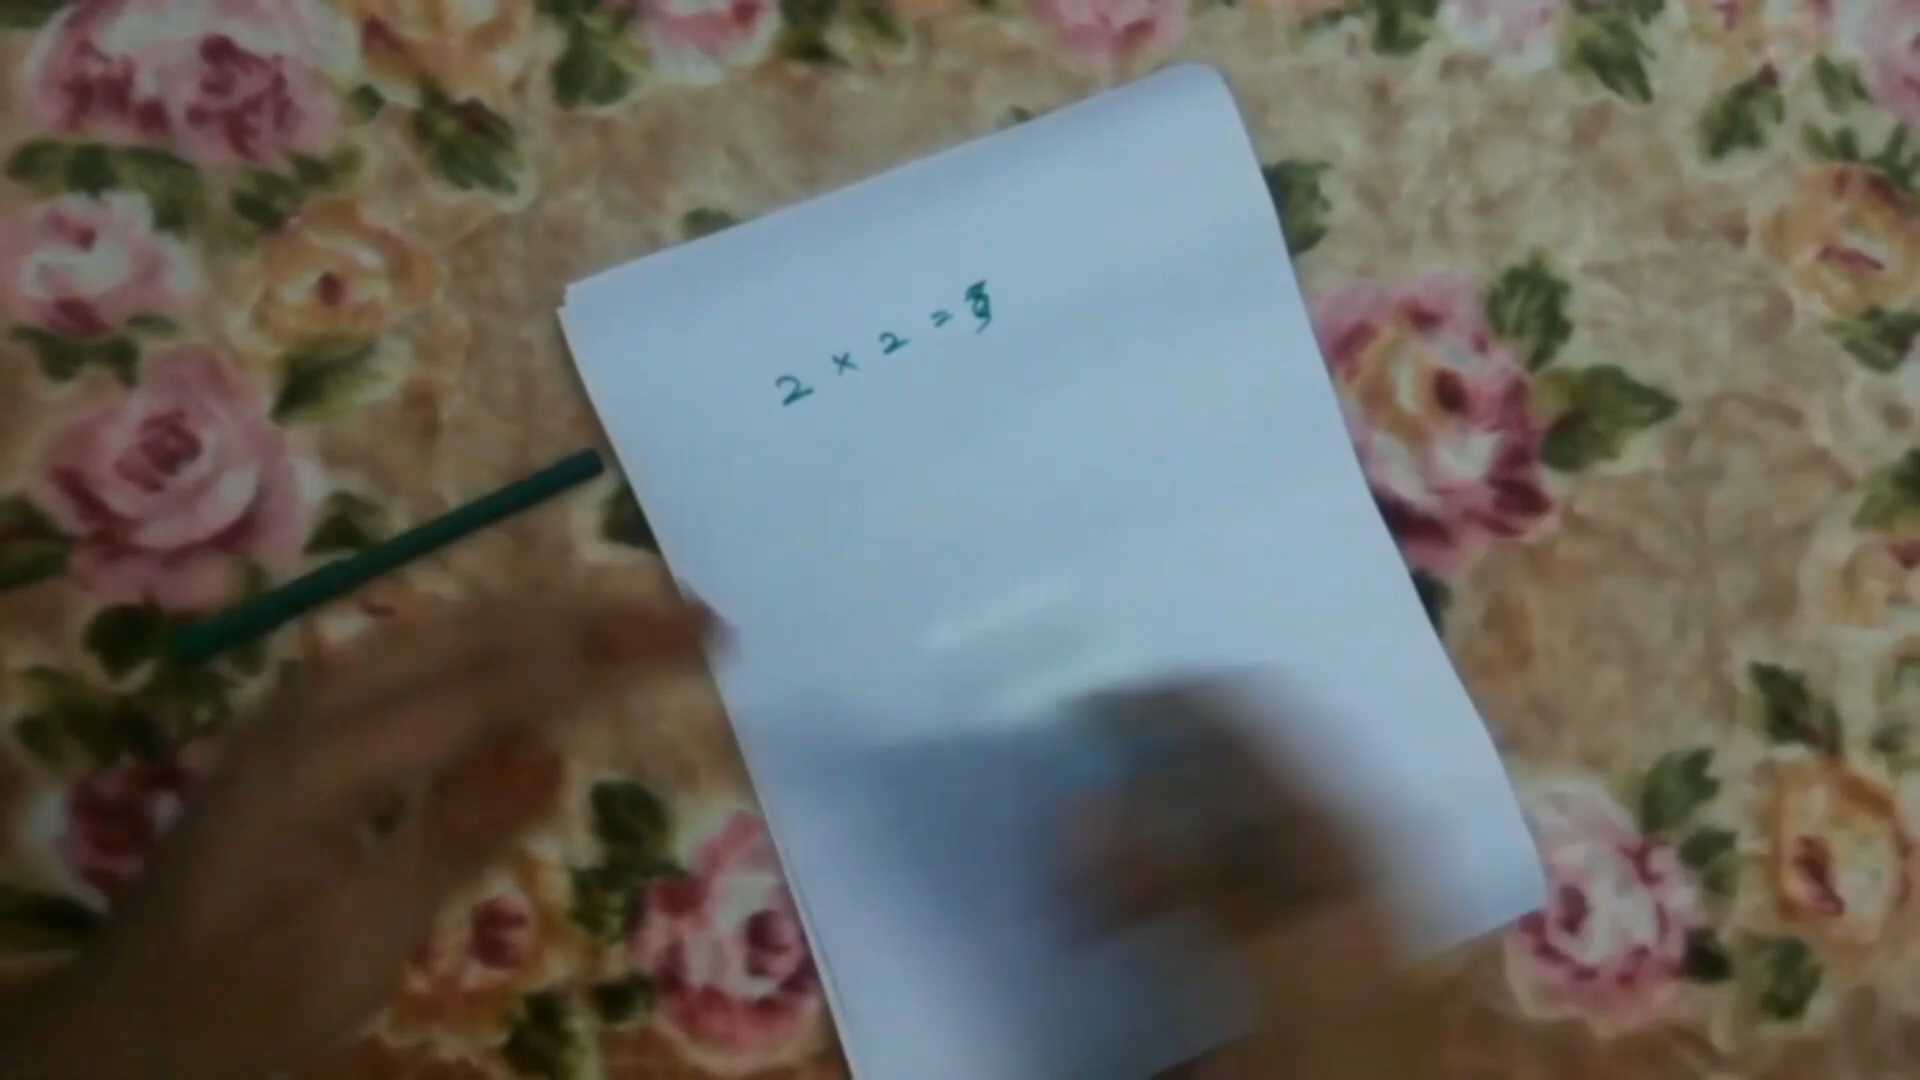 2 × 2 =